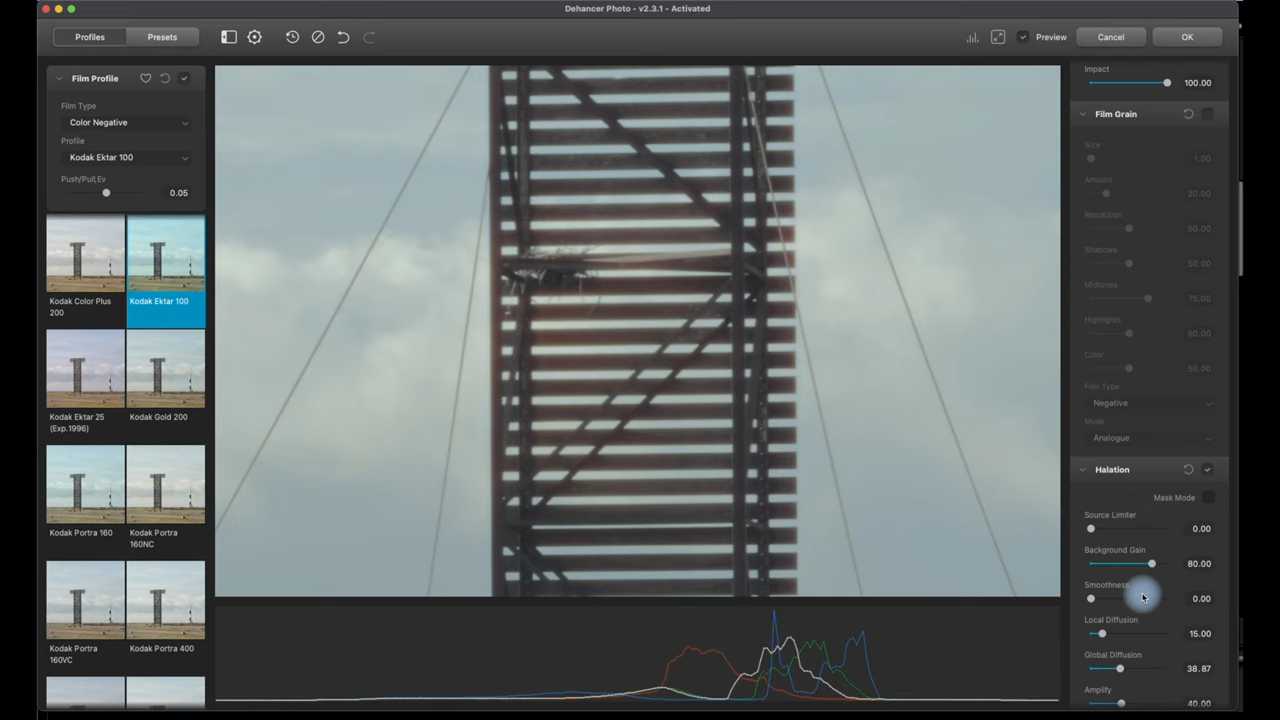 Dehancer Photo - v2.3.1 - Activated
Profiles
Presets
Preview
Cancel
OK
Film Profile
Film Type
Color Negative
Profile
Kodak Ektar 100
Push/Pull,Ev
0.05
Kodak Color Plus
200
Kodak Ektar 100
Kodak Ektar 25
(Exp.1996)
Kodak Gold 200
Kodak Portra 160
Kodak Portra
160NC
Kodak Portra
160VC
Kodak Portra 400
Impact
100.00
Film Grain
Size
1.00
Amount
20.00
Resolution
50.00
Shadows
50.00
Midtones
75.00
Highlights
50.00
Color
50.00
Film Type
Negative
Mode
Analogue
Halation
Mask Mode
Source Limiter
0.00
Background Gain
80.00
Smoothness
0.00
Local Diffusion
15.00
Global Diffusion
38.87
Amplify
40.00